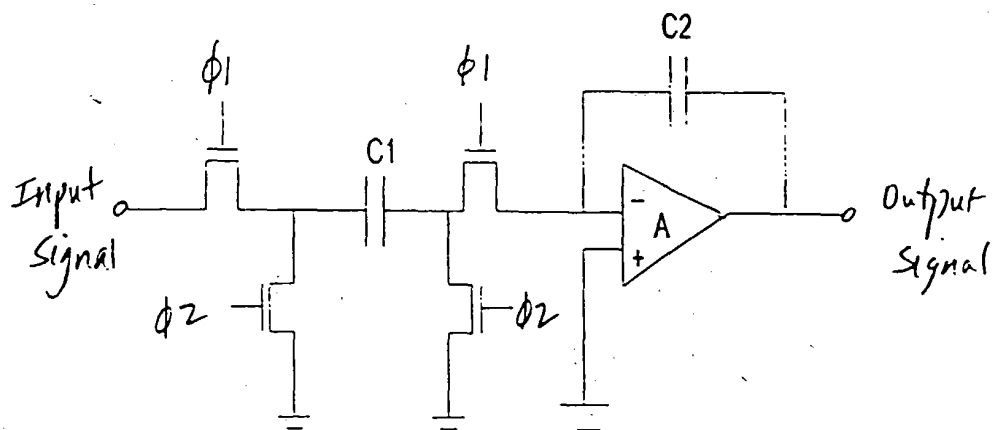 C2
ϕ1
ϕ1
C1
Input
Signal
-
A
+
Output
Signal
ϕ2
ϕ2